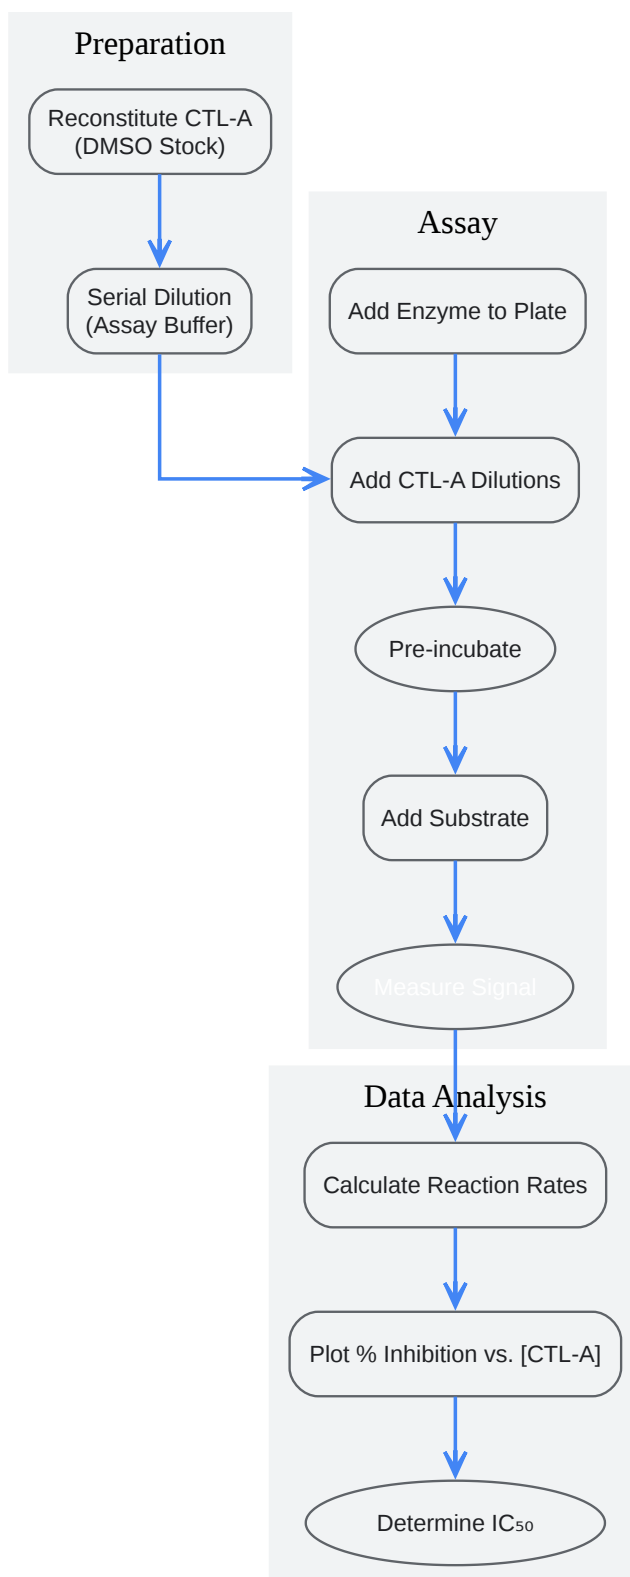 Preparation
Reconstitute CTL-A
(DMSO Stock)
Serial Dilution
(Assay Buffer)
Assay
Add Enzyme to Plate
Add CTL-A Dilutions
Pre-incubate
Add Substrate
Measure Signal
Data Analysis
Calculate Reaction Rates
Plot % Inhibition vs. [CTL-A]
Determine IC₅₀